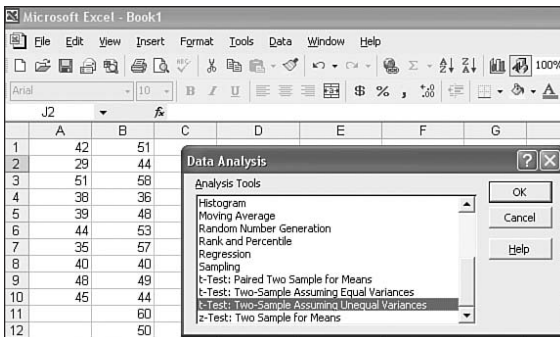 Microsoft Excel - Book1
File Edit View Insert Format Tools Data Window Help
100%
Arial 10 B I U $ % , .00
J2 fx
A B C D E F G
1 42 51
2 29 44
3 51 58
4 38 36
5 39 48
6 44 53
7 35 57
8 40 40
9 48 49
10 45 44
11 60
12 50
Data Analysis
Analysis Tools
Histogram
Moving Average
Random Number Generation
Rank and Percentile
Regression
Sampling
t-Test: Paired Two Sample for Means
t-Test: Two-Sample Assuming Equal Variances
t-Test: Two-Sample Assuming Unequal Variances
z-Test: Two Sample for Means
OK
Cancel
Help